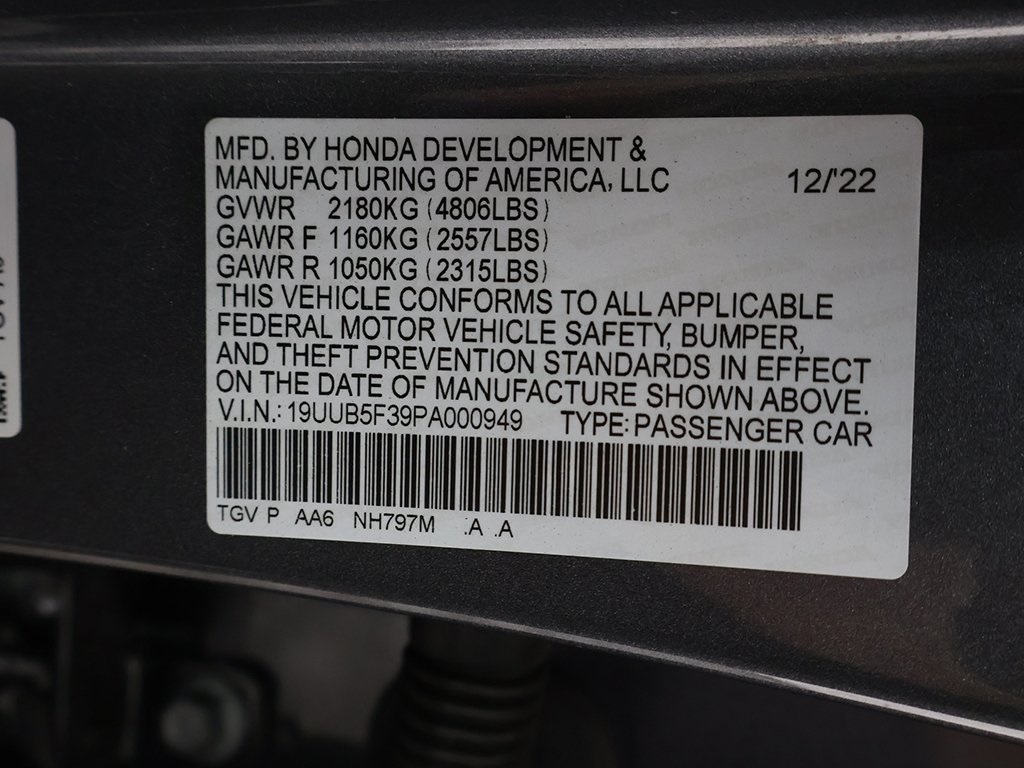 MFD. BY HONDA DEVELOPMENT &
MANUFACTURING OF AMERICA, LLC 12/'22
GVWR 2180KG (4806LBS)
GAWR F 1160KG (2557LBS)
GAWR R 1050KG (2315LBS)
THIS VEHICLE CONFORMS TO ALL APPLICABLE
FEDERAL MOTOR VEHICLE SAFETY, BUMPER,
AND THEFT PREVENTION STANDARDS IN EFFECT
ON THE DATE OF MANUFACTURE SHOWN ABOVE.
V.I.N.: 19UUB5F39PA000949 TYPE: PASSENGER CAR
TGV P AA6 NH797M .A .A